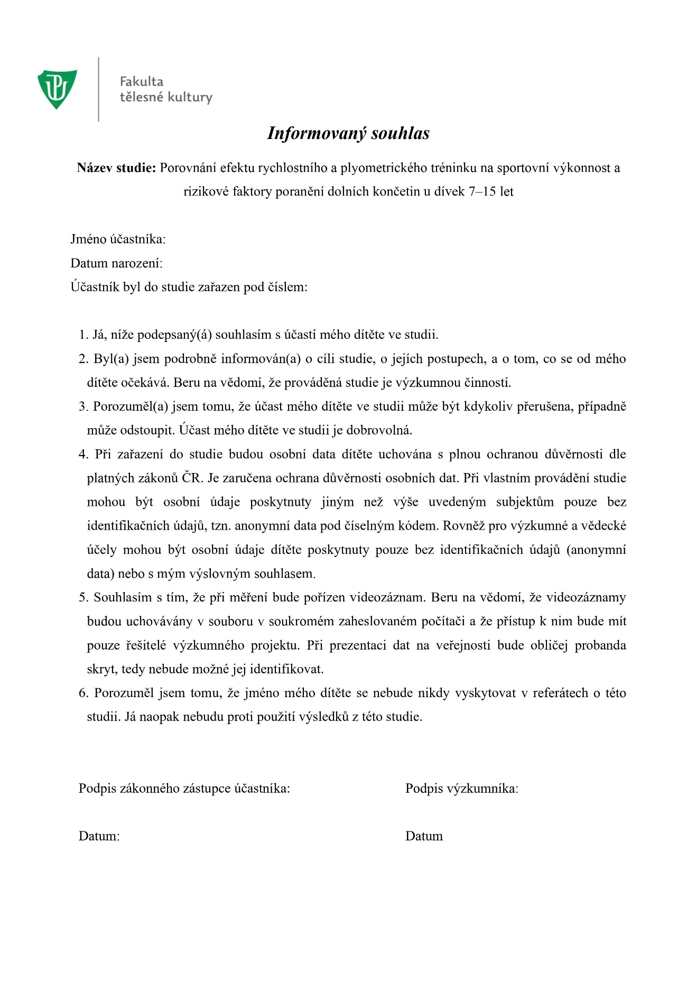 UP
Fakulta
tělesné kultury
Informovaný souhlas
Název studie: Porovnání efektu rychlostního a plyometrického tréninku na sportovní výkonnost a
rizikové faktory poranění dolních končetin u dívek 7–15 let
Jméno účastníka:
Datum narození:
Účastník byl do studie zařazen pod číslem:
1. Já, níže podepsaný(á) souhlasím s účastí mého dítěte ve studii.
2. Byl(a) jsem podrobně informován(a) o cíli studie, o jejích postupech, a o tom, co se od mého
dítěte očekává. Beru na vědomí, že prováděná studie je výzkumnou činností.
3. Porozuměl(a) jsem tomu, že účast mého dítěte ve studii může být kdykoliv přerušena, případně
může odstoupit. Účast mého dítěte ve studii je dobrovolná.
4. Při zařazení do studie budou osobní data dítěte uchována s plnou ochranou důvěrnosti dle
platných zákonů ČR. Je zaručena ochrana důvěrnosti osobních dat. Při vlastním provádění studie
mohou být osobní údaje poskytnuty jiným než výše uvedeným subjektům pouze bez
identifikačních údajů, tzn. anonymní data pod číselným kódem. Rovněž pro výzkumné a vědecké
účely mohou být osobní údaje dítěte poskytnuty pouze bez identifikačních údajů (anonymní
data) nebo s mým výslovným souhlasem.
5. Souhlasím s tím, že při měření bude pořízen videozáznam. Beru na vědomí, že videozáznamy
budou uchovávány v souboru v soukromém zaheslovaném počítači a že přístup k nim bude mít
pouze řešitelé výzkumného projektu. Při prezentaci dat na veřejnosti bude obličej probanda
skryt, tedy nebude možné jej identifikovat.
6. Porozuměl jsem tomu, že jméno mého dítěte se nebude nikdy vyskytovat v referátech o této
studii. Já naopak nebudu proti použití výsledků z této studie.
Podpis zákonného zástupce účastníka: Podpis výzkumníka:
Datum: Datum